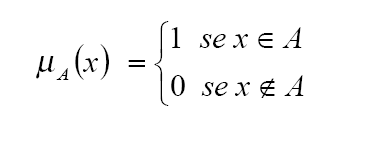 μ_A(x) = { 1 se x ∈ A
0 se x ∉ A